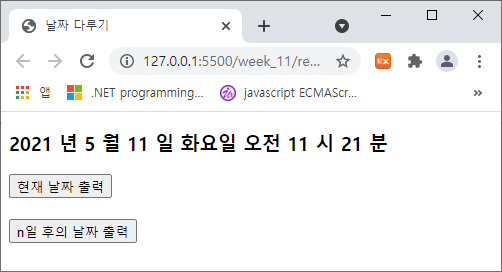 날짜 다루기
127.0.0.1:5500/week_11/re...
앱
.NET programming...
javascript ECMAScr...
2021 년 5 월 11 일 화요일 오전 11 시 21 분
현재 날짜 출력
n일 후의 날짜 출력